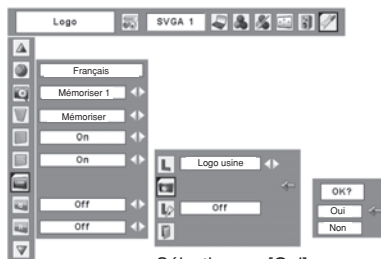 Logo SVGA 1
Français
Mémoriser 1
Mémoriser
On
On
Logo usine
Off
Off
Off
OK?
Oui
Non